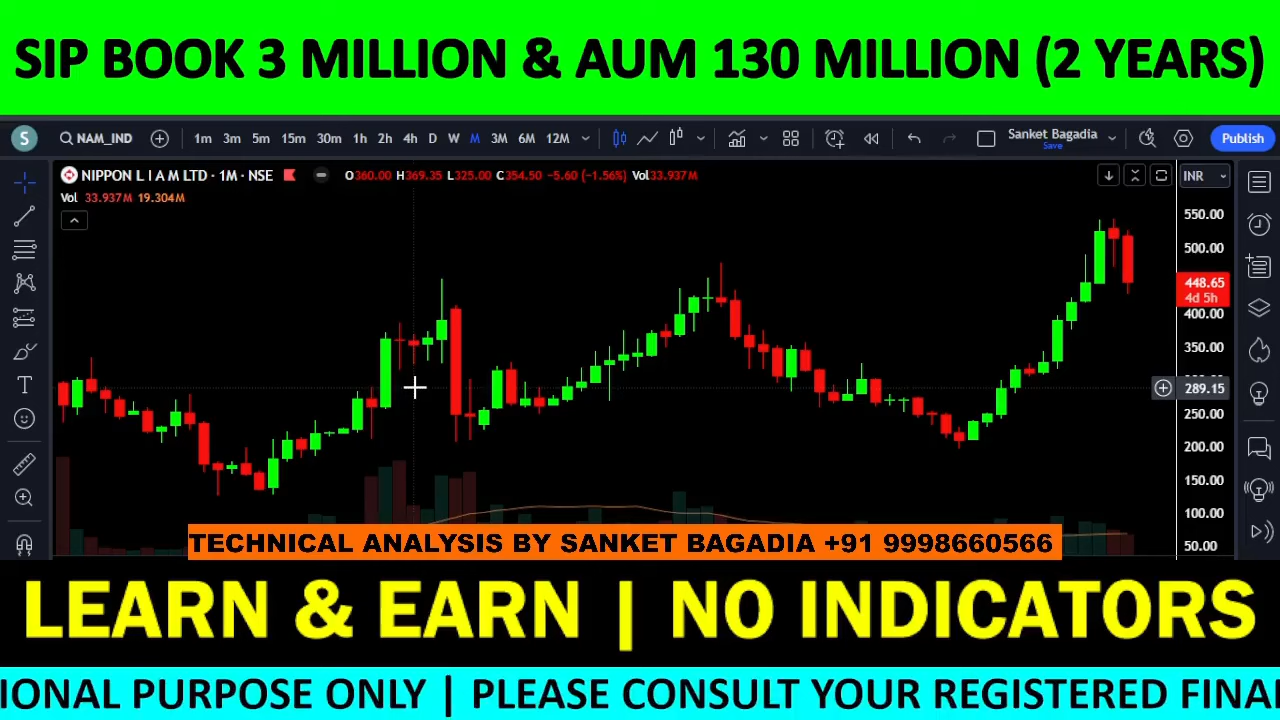 SIP BOOK 3 MILLION & AUM 130 MILLION (2 YEARS)
S NAM_IND 1m 3m 5m 15m 30m 1h 2h 4h D W M 3M 6M 12M Sanket Bagadia Save Publish
NIPPON L I A M LTD · 1M · NSE O360.00 H369.35 L325.00 C354.50 −5.60 (−1.56%) Vol33.937M INR
Vol 33.937M 19.304M
550.00
500.00
448.65
4d 5h
400.00
350.00
289.15
250.00
200.00
150.00
100.00
50.00
T
TECHNICAL ANALYSIS BY SANKET BAGADIA +91 9998660566
LEARN & EARN | NO INDICATORS
IONAL PURPOSE ONLY | PLEASE CONSULT YOUR REGISTERED FINA